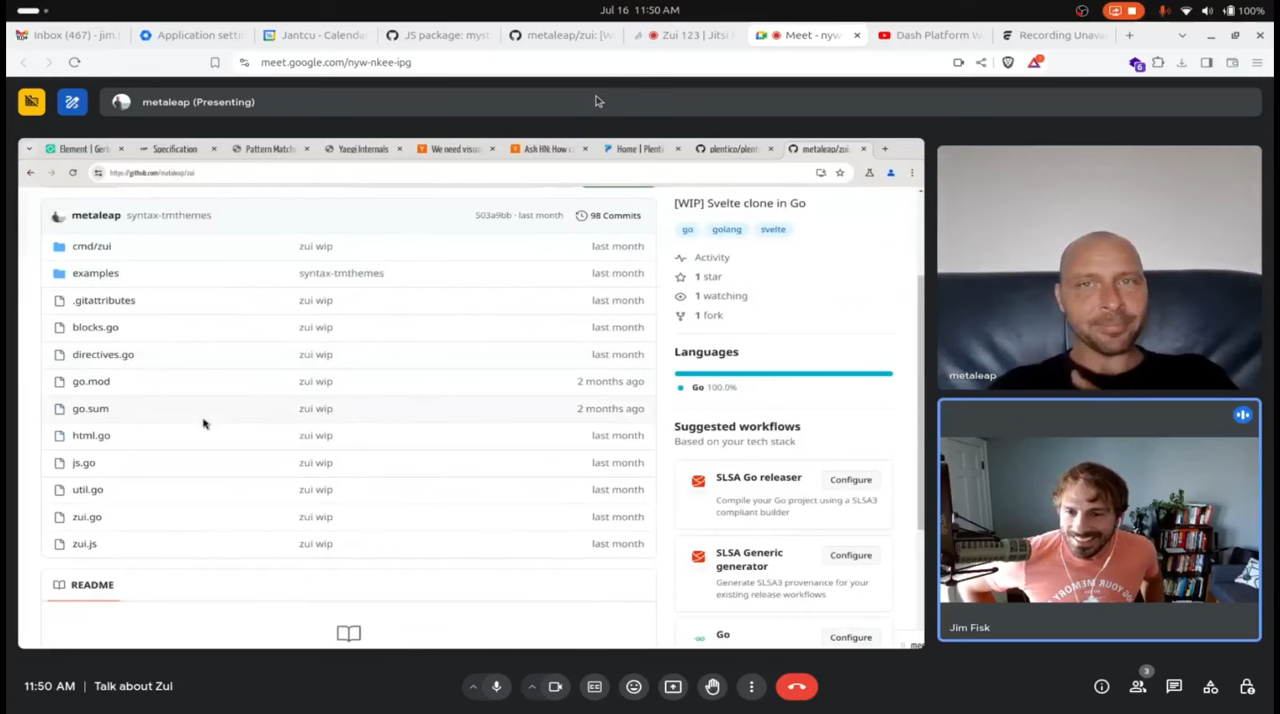 Jul 16 11:50 AM
100%
Inbox (467) - jim.
Application setti
Jantcu - Calenda
JS package: myst
metaleap/zui: [W
Zui 123 | Jitsi
Meet - nyw
Dash Platform W
Recording Unava
meet.google.com/nyw-nkee-ipg
6
metaleap (Presenting)
Element | Ger
Specification
Pattern Match
Yaegi Internals
We need visu
Ask HN: How c
Home | Plenti
plentico/plent
metaleap/zui:
https://github.com/metaleap/zui
metaleap syntax-tmthemes 503a9bb · last month 98 Commits
cmd/zui zui wip last month
examples syntax-tmthemes last month
.gitattributes zui wip last month
blocks.go zui wip last month
directives.go zui wip last month
go.mod zui wip 2 months ago
go.sum zui wip 2 months ago
html.go zui wip last month
js.go zui wip last month
util.go zui wip last month
zui.go zui wip last month
zui.js zui wip last month
README
[WIP] Svelte clone in Go
go golang svelte
Activity
1 star
1 watching
1 fork
Languages
Go 100.0%
Suggested workflows
Based on your tech stack
SLSA Go releaser Configure
Compile your Go project using a SLSA3
compliant builder
SLSA Generic
generator Configure
Generate SLSA3 provenance for your
existing release workflows
Go Configure
metaleap
YOUR MEMORY
Jim Fisk
11:50 AM | Talk about Zui
3